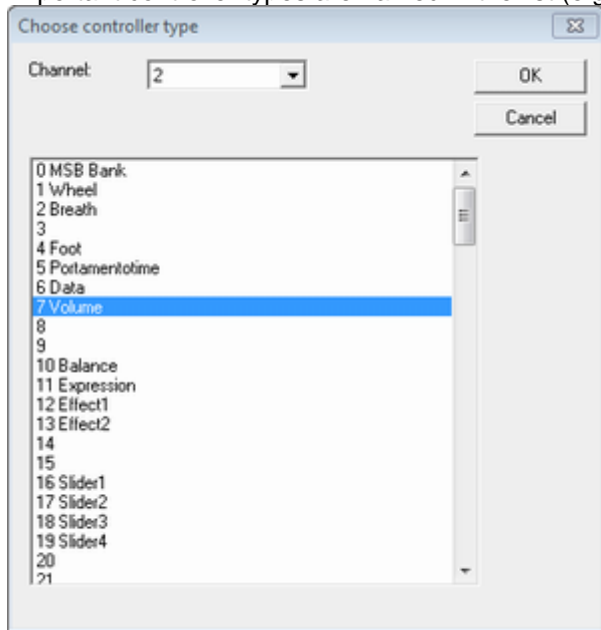 Choose controller type
Channel: 2
OK
Cancel
0 MSB Bank
1 Wheel
2 Breath
3
4 Foot
5 Portamentotime
6 Data
7 Volume
8
9
10 Balance
11 Expression
12 Effect1
13 Effect2
14
15
16 Slider1
17 Slider2
18 Slider3
19 Slider4
20
21